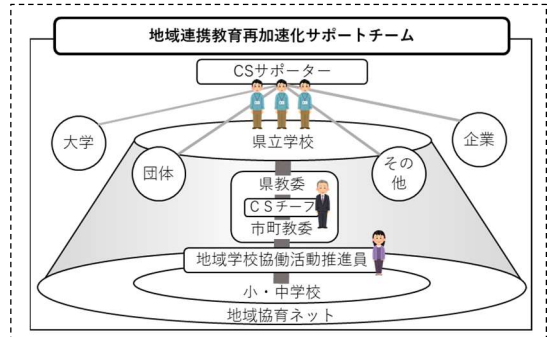 地域連携教育再加速化サポートチーム
CSサポーター
大学
企業
県立学校
団体
その
他
県教委
ＣＳチーフ
市町教委
地域学校協働活動推進員
小・中学校
地域協育ネット